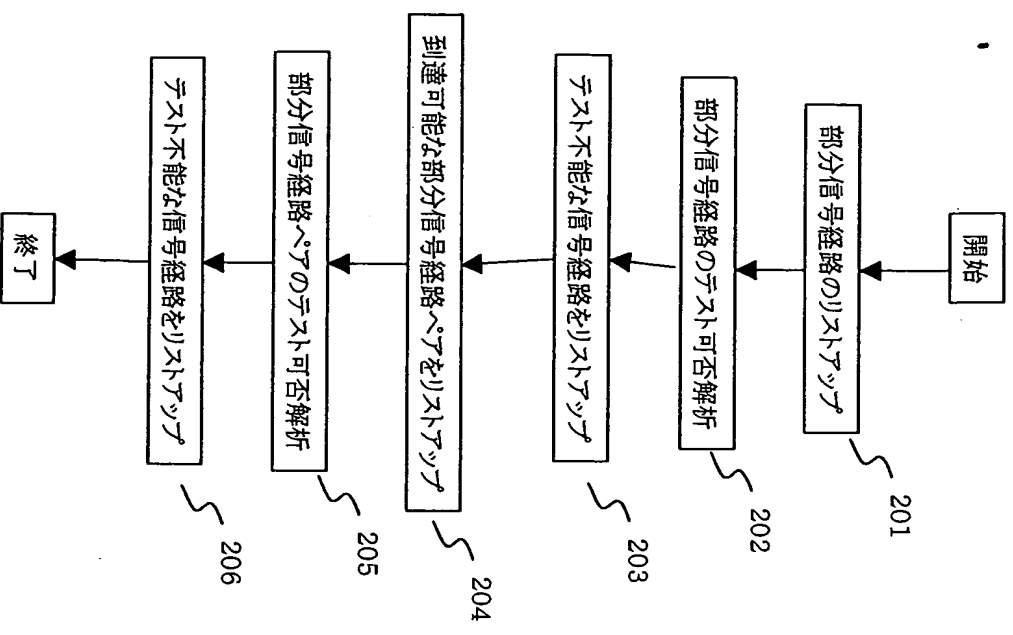 開始
部分信号経路のリストアップ
201
部分信号経路のテスト可否解析
202
テスト不能な信号経路をリストアップ
203
到達可能な部分信号経路ペアをリストアップ
204
部分信号経路ペアのテスト可否解析
205
テスト不能な信号経路をリストアップ
206
終了